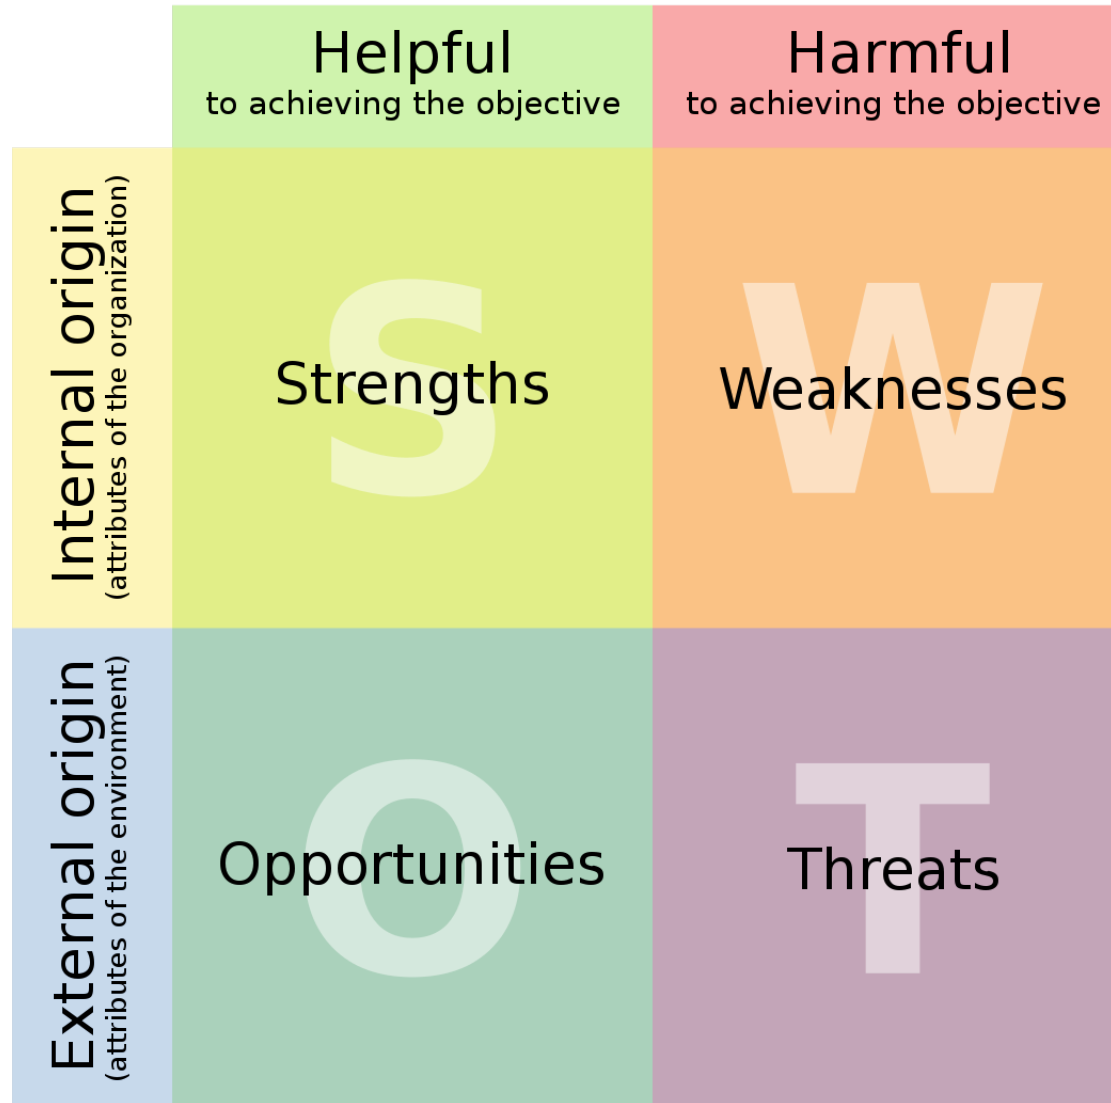 Helpful
to achieving the objective
Harmful
to achieving the objective
Internal origin
(attributes of the organization)
S
Strengths
W
Weaknesses
External origin
(attributes of the environment)
O
Opportunities
T
Threats